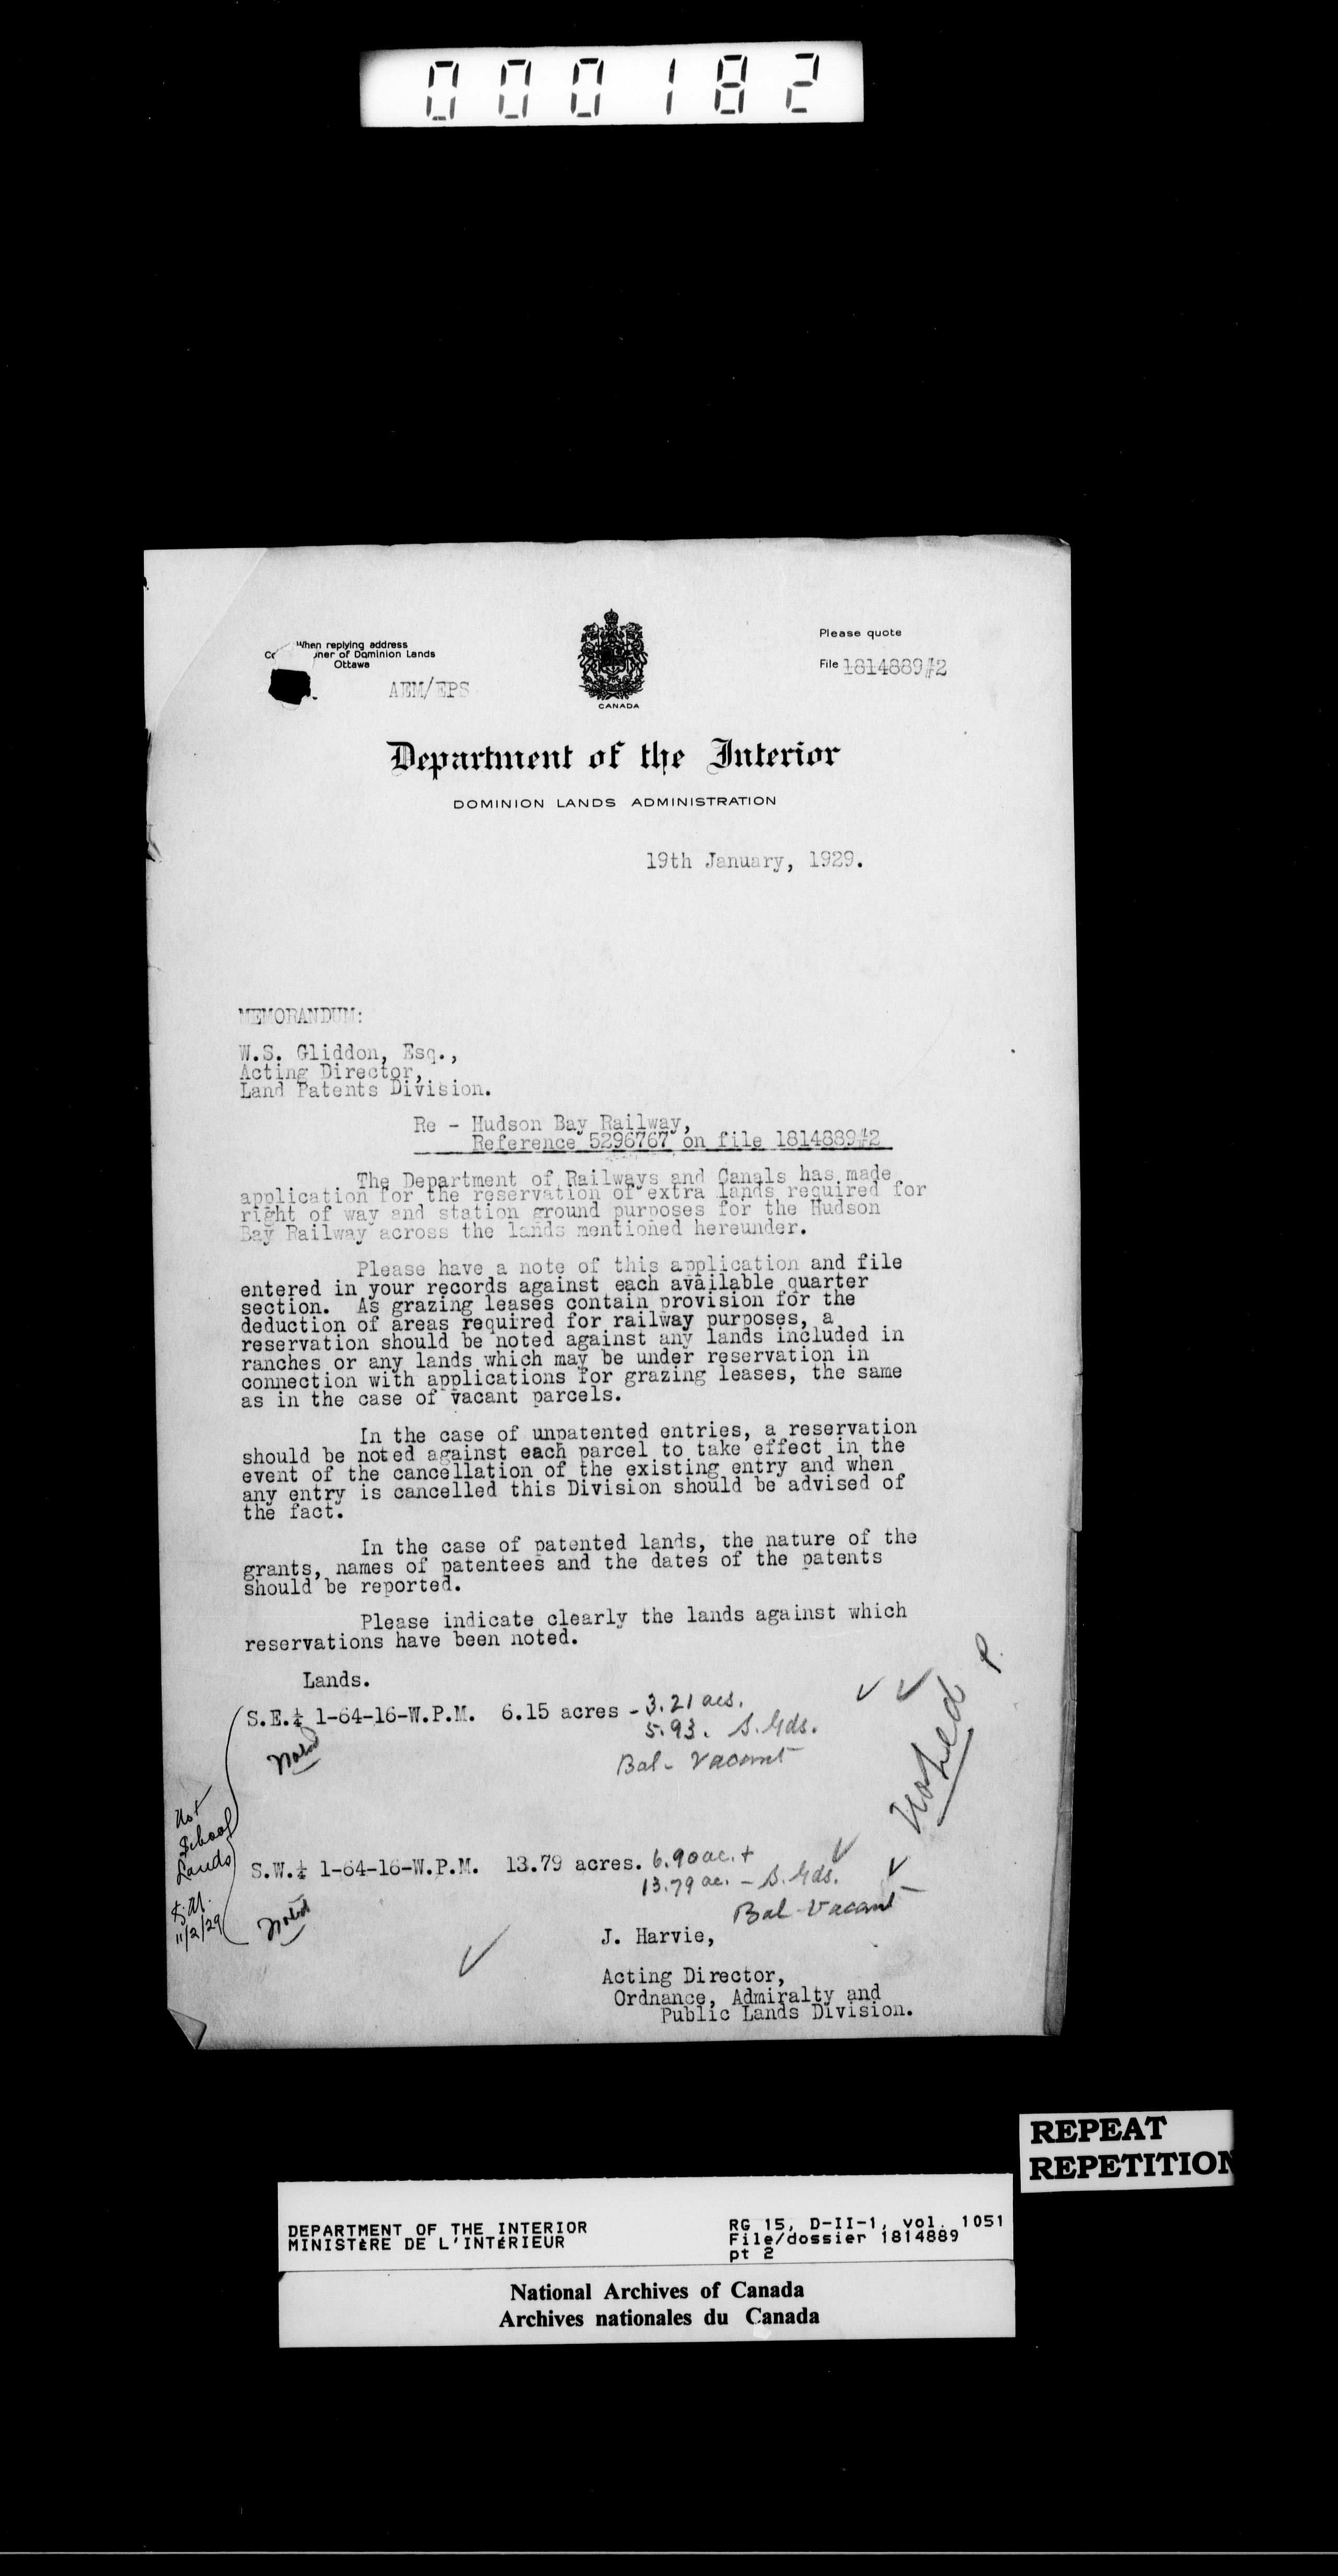 000182
When replying address
Co     ner of Dominion Lands
Ottawa
AEM/EPS
CANADA
Please quote
File 1814889#2
Department of the Interior
DOMINION LANDS ADMINISTRATION
19th January, 1929.
MEMORANDUM:
W.S. Gliddon, Esq.,
Acting Director,
Land Patents Division.
Re - Hudson Bay Railway,
Reference 5296767 on file 1814889#2
The Department of Railways and Canals has made
application for the reservation of extra lands required for
right of way and station ground purposes for the Hudson
Bay Railway across the lands mentioned hereunder.
Please have a note of this application and file
entered in your records against each available quarter
section. As grazing leases contain provision for the
deduction of areas required for railway purposes, a
reservation should be noted against any lands included in
ranches or any lands which may be under reservation in
connection with applications for grazing leases, the same
as in the case of vacant parcels.
In the case of unpatented entries, a reservation
should be noted against each parcel to take effect in the
event of the cancellation of the existing entry and when
any entry is cancelled this Division should be advised of
the fact.
In the case of patented lands, the nature of the
grants, names of patentees and the dates of the patents
should be reported.
Please indicate clearly the lands against which
reservations have been noted.
Lands.
S.E.¼ 1-64-16-W.P.M. 6.15 acres - 3.21 acs.
5.93. S. Gds.
Bal - Vacant
Noted
Noted P.
Not
School
Lands
11/2/29
S.W.¼ 1-64-16-W.P.M. 13.79 acres. 6.90 ac. +
13.79 ac. - S. Gds.
Bal - Vacant
Noted
J. Harvie,
Acting Director,
Ordnance, Admiralty and
Public Lands Division.
REPEAT
REPETITION
DEPARTMENT OF THE INTERIOR
MINISTÈRE DE L'INTÉRIEUR
RG 15, D-II-1, vol. 1051
File/dossier 1814889
pt 2
National Archives of Canada
Archives nationales du Canada